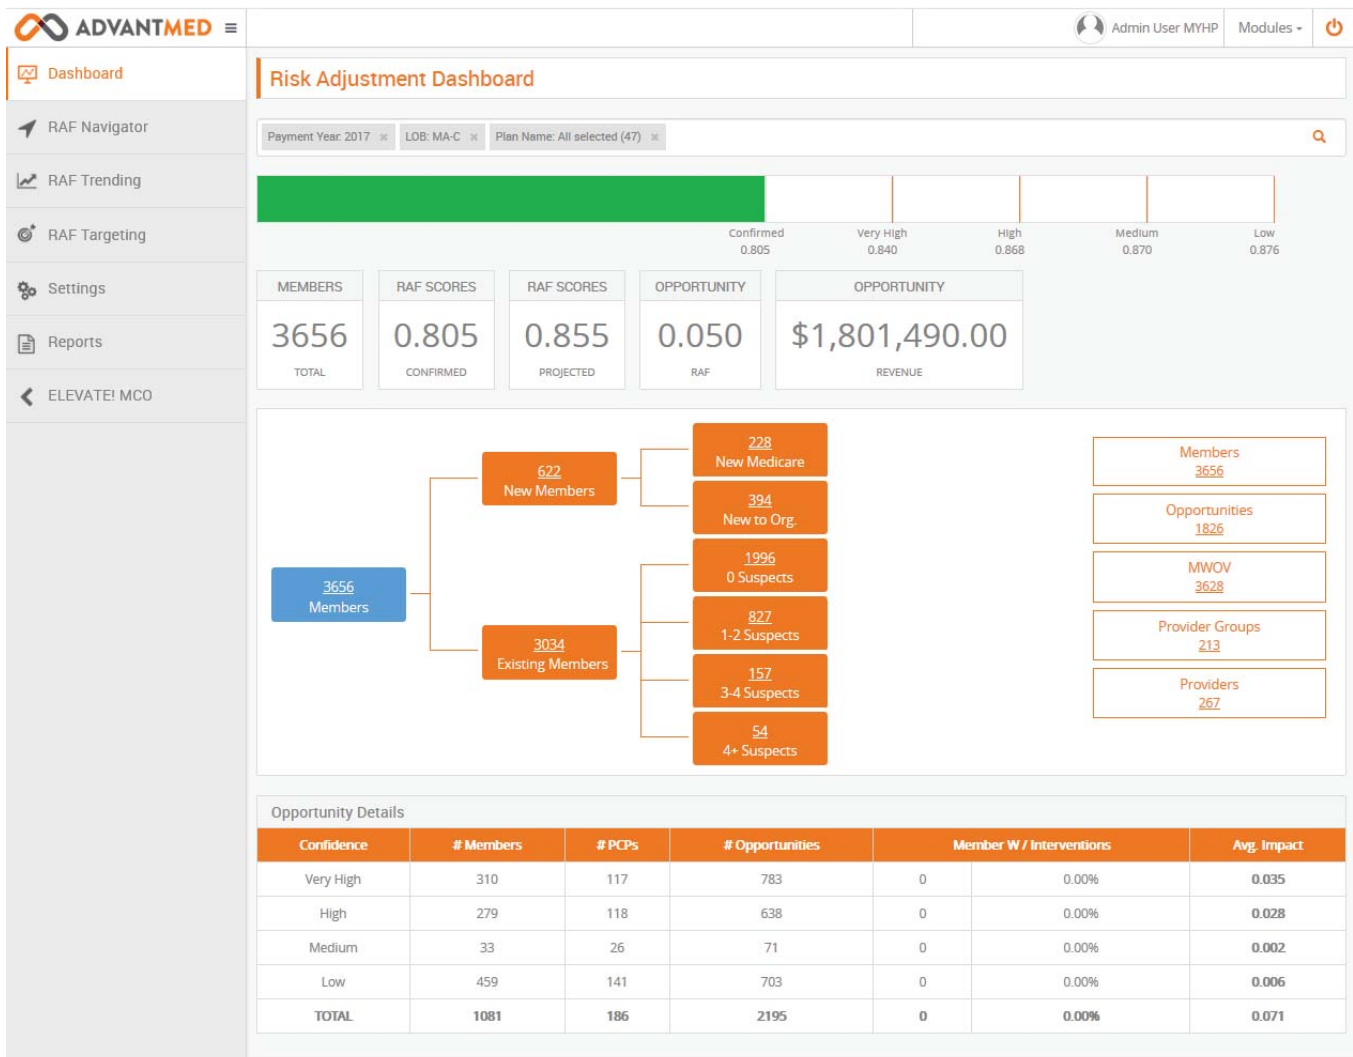 ADVANTMED
Admin User MYHP
Modules
Dashboard
RAF Navigator
RAF Trending
RAF Targeting
Settings
Reports
ELEVATE! MCO
Risk Adjustment Dashboard
Payment Year: 2017 × LOB: MA-C × Plan Name: All selected (47) ×
Confirmed Very High High Medium Low
0.805 0.840 0.868 0.870 0.876
MEMBERS RAF SCORES RAF SCORES OPPORTUNITY OPPORTUNITY
3656 0.805 0.855 0.050 $1,801,490.00
TOTAL CONFIRMED PROJECTED RAF REVENUE
3656
Members
622
New Members
3034
Existing Members
228
New Medicare
394
New to Org.
1996
0 Suspects
827
1-2 Suspects
157
3-4 Suspects
54
4+ Suspects
Members
3656
Opportunities
1826
MWOV
3628
Provider Groups
213
Providers
267
Opportunity Details
Confidence # Members # PCPs # Opportunities Member W / Interventions Avg. Impact
Very High 310 117 783 0 0.00% 0.035
High 279 118 638 0 0.00% 0.028
Medium 33 26 71 0 0.00% 0.002
Low 459 141 703 0 0.00% 0.006
TOTAL 1081 186 2195 0 0.00% 0.071